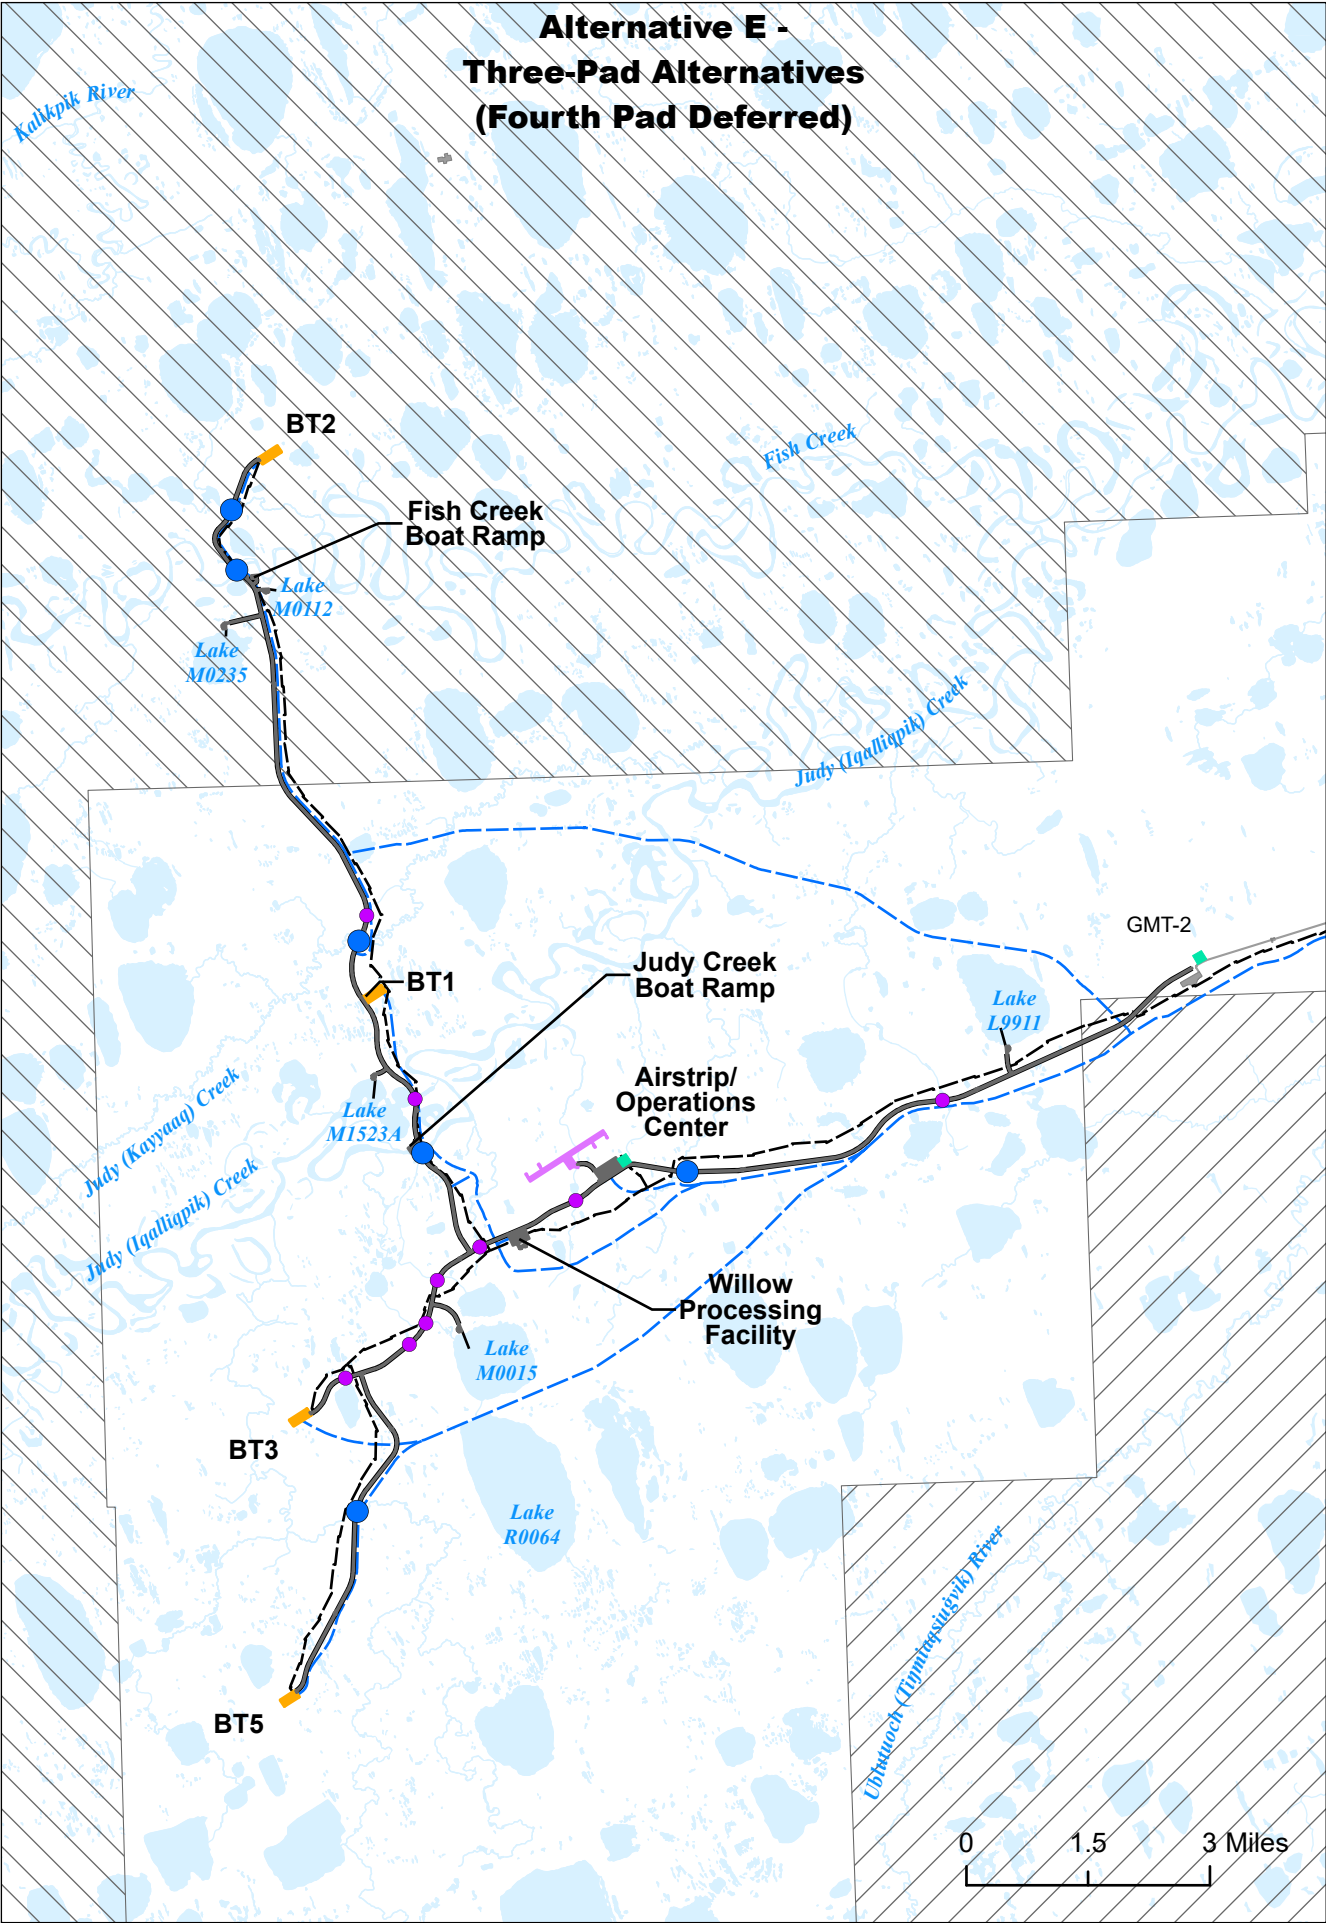 Alternative E -
Three-Pad Alternatives
(Fourth Pad Deferred)
Kalikpik River
BT2
Fish Creek
Fish Creek
Boat Ramp
Lake
M0112
Lake
M0235
Judy (Iqalliqpik) Creek
GMT-2
BT1
Judy Creek
Boat Ramp
Lake
L9911
Airstrip/
Operations
Center
Judy (Kayyaaq) Creek
Lake
M1523A
Judy (Iqalliqpik) Creek
Willow
Processing
Facility
Lake
M0015
BT3
Lake
R0064
Ublutuoch (Tiŋmiaqsiuġvik) River
BT5
0 1.5 3 Miles